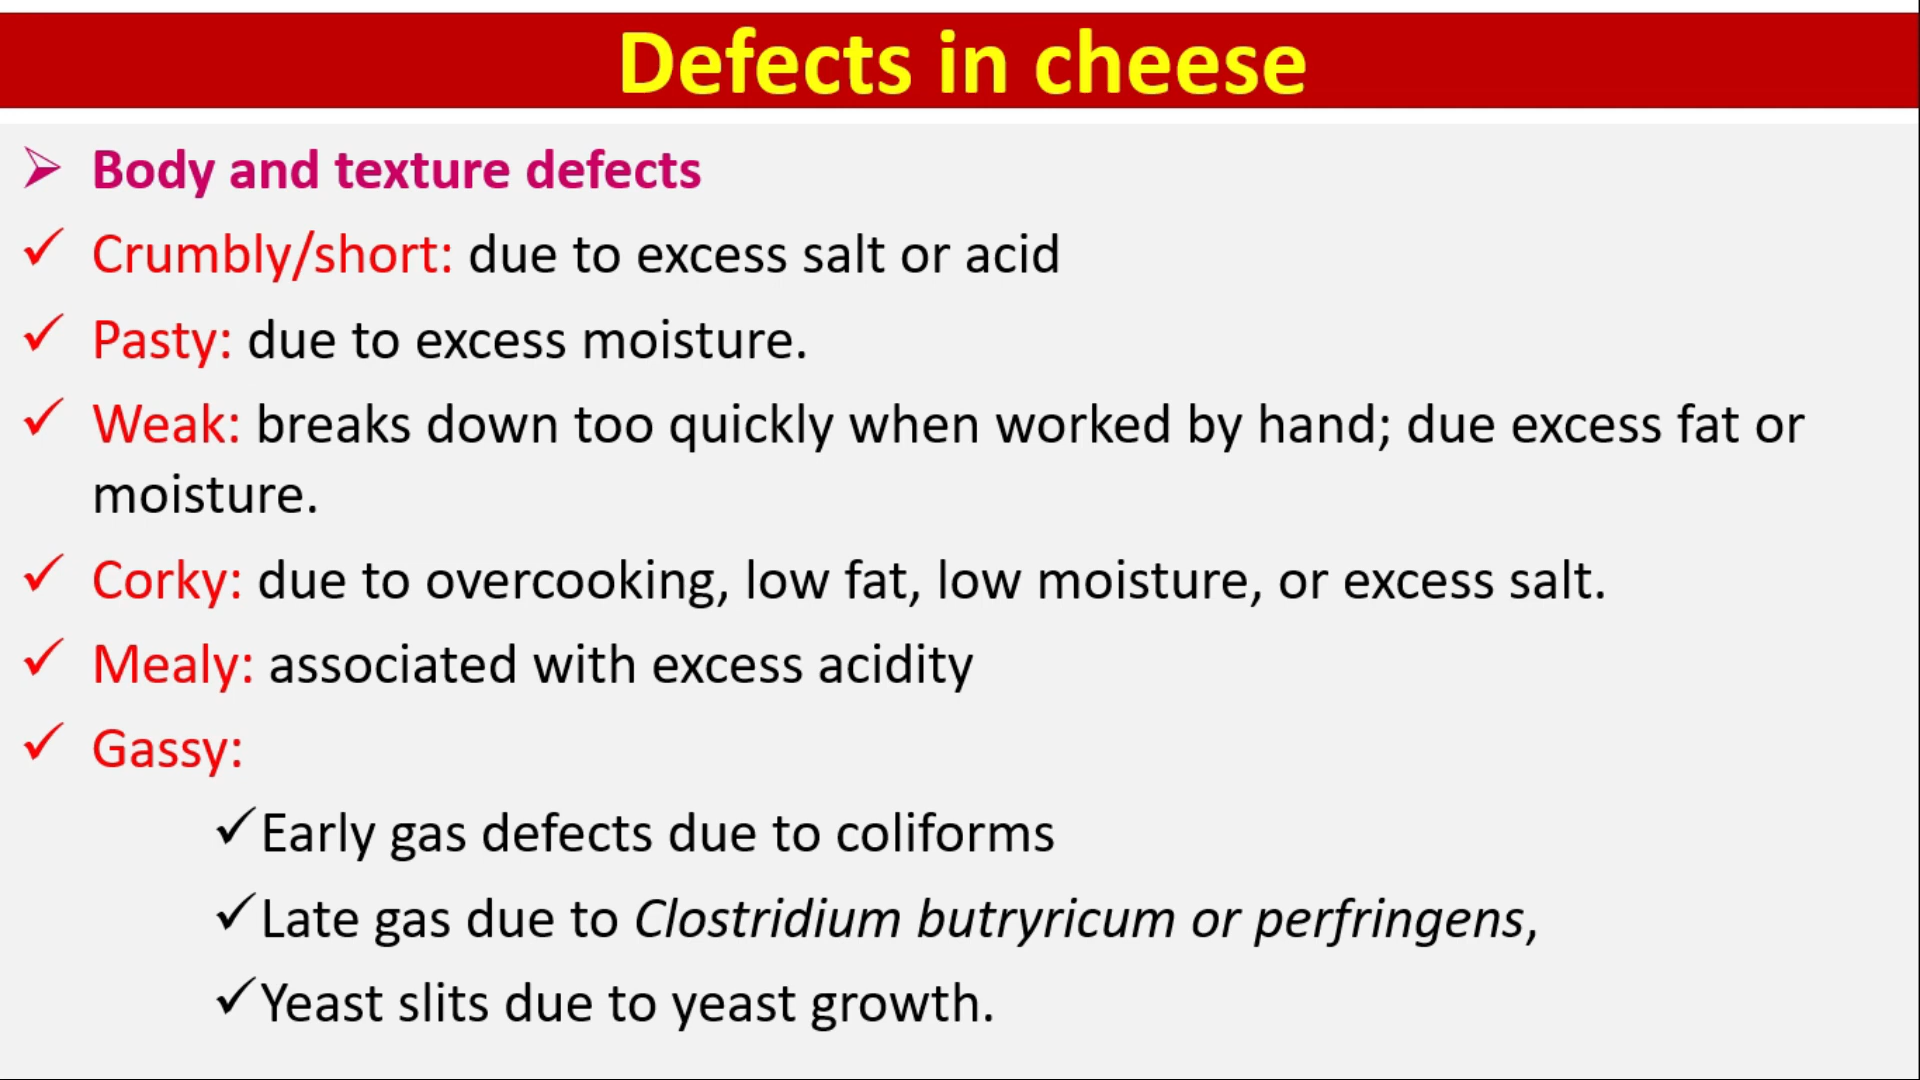 Defects in cheese
Body and texture defects
Crumbly/short: due to excess salt or acid
Pasty: due to excess moisture.
Weak: breaks down too quickly when worked by hand; due excess fat or
moisture.
Corky: due to overcooking, low fat, low moisture, or excess salt.
Mealy: associated with excess acidity
Gassy:
Early gas defects due to coliforms
Late gas due to Clostridium butryricum or perfringens,
Yeast slits due to yeast growth.